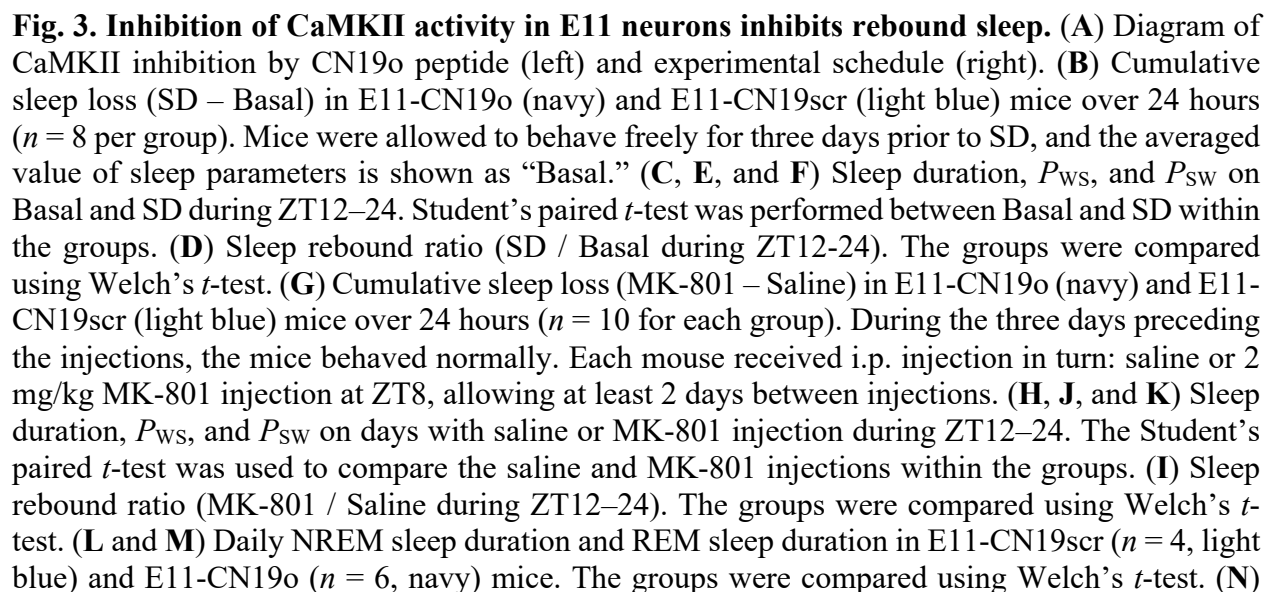 Fig. 3. Inhibition of CaMKII activity in E11 neurons inhibits rebound sleep. (A) Diagram of
CaMKII inhibition by CN19o peptide (left) and experimental schedule (right). (B) Cumulative
sleep loss (SD – Basal) in E11-CN19o (navy) and E11-CN19scr (light blue) mice over 24 hours
(n = 8 per group). Mice were allowed to behave freely for three days prior to SD, and the averaged
value of sleep parameters is shown as “Basal.” (C, E, and F) Sleep duration, PWS, and PSW on
Basal and SD during ZT12–24. Student’s paired t-test was performed between Basal and SD within
the groups. (D) Sleep rebound ratio (SD / Basal during ZT12-24). The groups were compared
using Welch’s t-test. (G) Cumulative sleep loss (MK-801 – Saline) in E11-CN19o (navy) and E11-
CN19scr (light blue) mice over 24 hours (n = 10 for each group). During the three days preceding
the injections, the mice behaved normally. Each mouse received i.p. injection in turn: saline or 2
mg/kg MK-801 injection at ZT8, allowing at least 2 days between injections. (H, J, and K) Sleep
duration, PWS, and PSW on days with saline or MK-801 injection during ZT12–24. The Student’s
paired t-test was used to compare the saline and MK-801 injections within the groups. (I) Sleep
rebound ratio (MK-801 / Saline during ZT12–24). The groups were compared using Welch’s t-
test. (L and M) Daily NREM sleep duration and REM sleep duration in E11-CN19scr (n = 4, light
blue) and E11-CN19o (n = 6, navy) mice. The groups were compared using Welch’s t-test. (N)